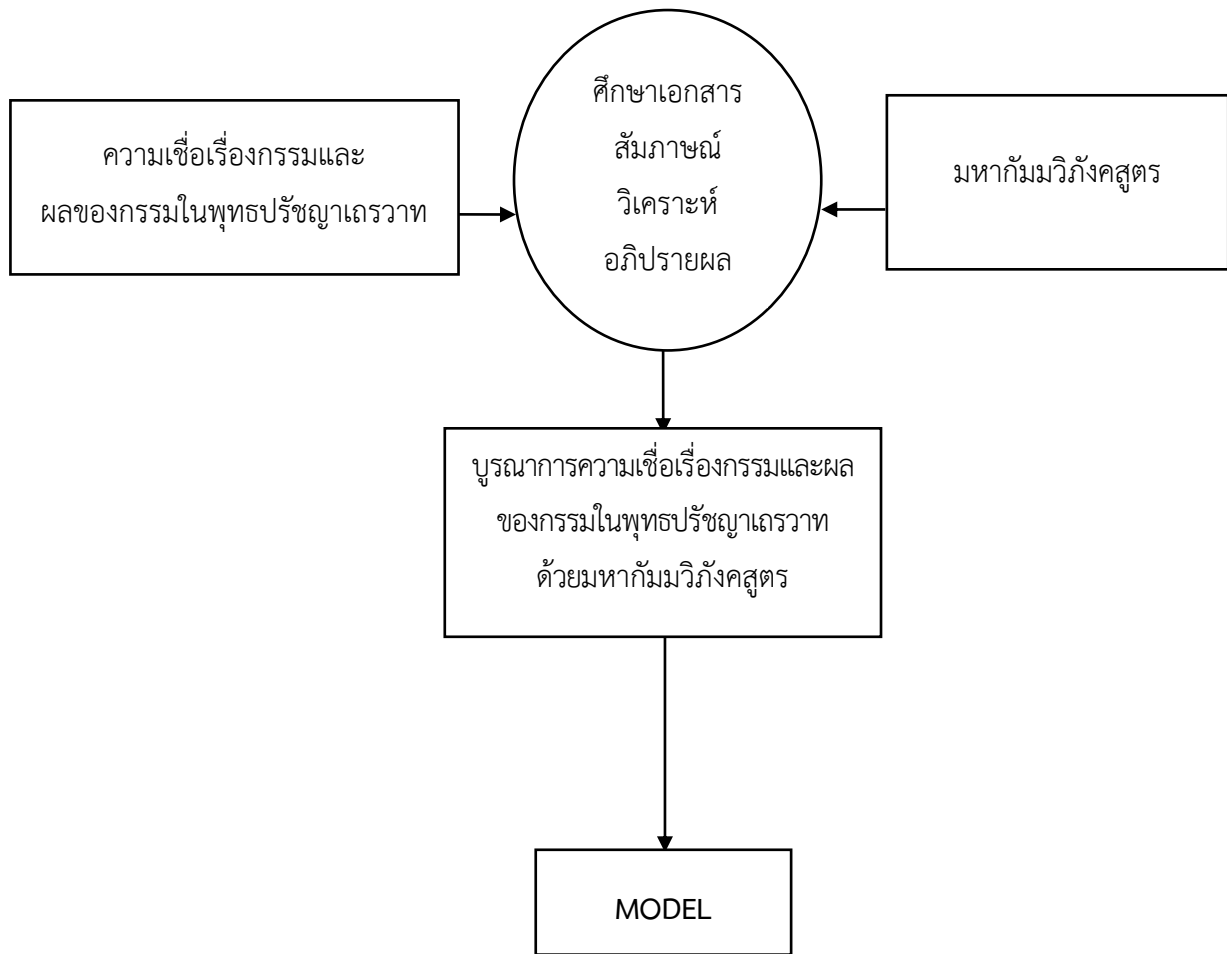 ความเชื่อเรื่องกรรมและ
ผลของกรรมในพุทธปรัชญาเถรวาท
ศึกษาเอกสาร
สัมภาษณ์
วิเคราะห์
อภิปรายผล
มหากัมมวิภังคสูตร
บูรณาการความเชื่อเรื่องกรรมและผล
ของกรรมในพุทธปรัชญาเถรวาท
ด้วยมหากัมมวิภังคสูตร
MODEL